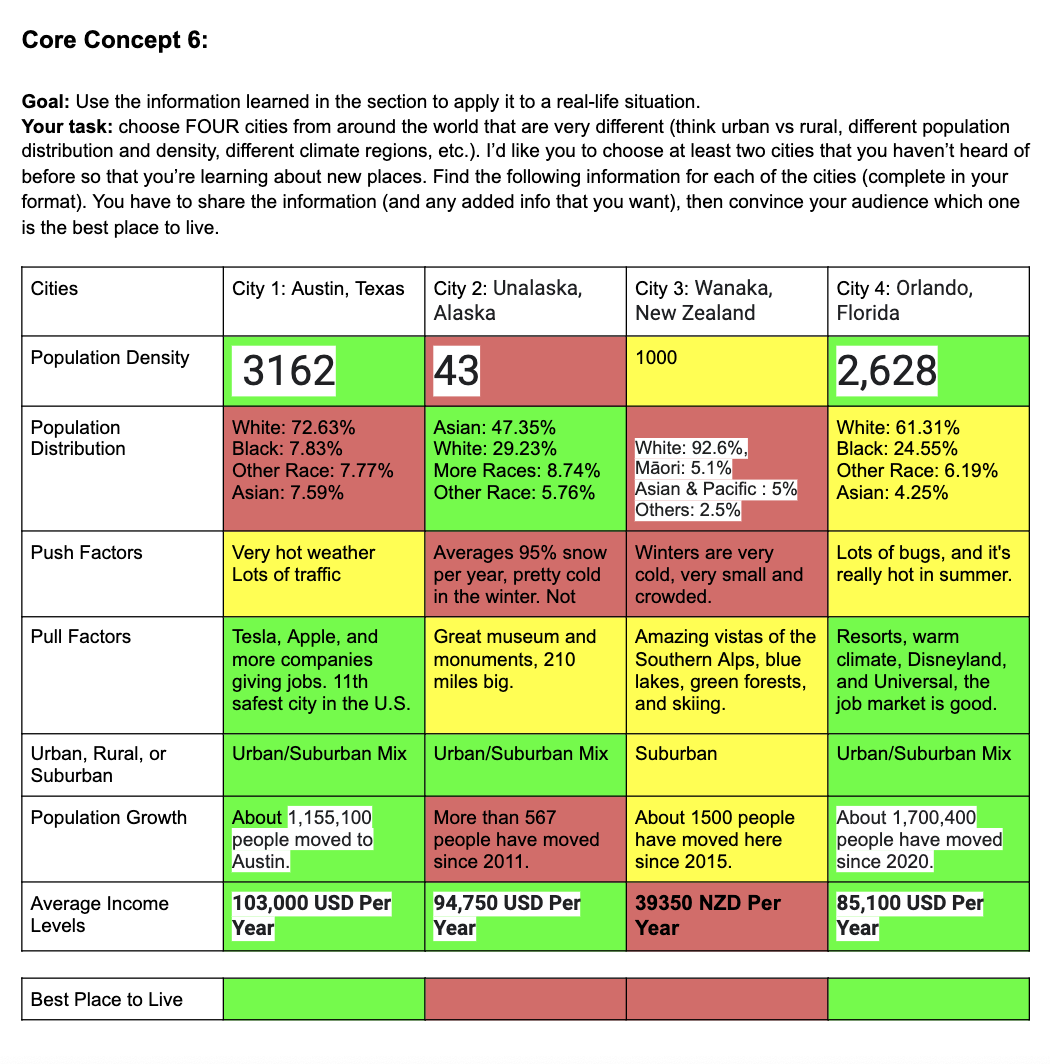 Core Concept 6:
Goal: Use the information learned in the section to apply it to a real-life situation.
Your task: choose FOUR cities from around the world that are very different (think urban vs rural, different population
distribution and density, different climate regions, etc.). I'd like you to choose at least two cities that you haven't heard of
before so that you're learning about new places. Find the following information for each of the cities (complete in your
format). You have to share the information (and any added info that you want), then convince your audience which one
is the best place to live.
Cities
City 1: Austin, Texas
City 2: Unalaska,
Alaska
City 3: Wanaka,
New Zealand
City 4: Orlando,
Florida
Population Density
3162
43
1000
2,628
Population
Distribution
White: 72.63%
Black: 7.83%
Other Race: 7.77%
Asian: 7.59%
Asian: 47.35%
White: 29.23%
More Races: 8.74%
Other Race: 5.76%
White: 92.6%,
Māori: 5.1%
Asian & Pacific : 5%
Others: 2.5%
White: 61.31%
Black: 24.55%
Other Race: 6.19%
Asian: 4.25%
Push Factors
Very hot weather
Lots of traffic
Averages 95% snow
per year, pretty cold
in the winter. Not
Winters are very
cold, very small and
crowded.
Lots of bugs, and it's
really hot in summer.
Pull Factors
Tesla, Apple, and
more companies
giving jobs. 11th
safest city in the U.S.
Great museum and
monuments, 210
miles big.
Amazing vistas of the
Southern Alps, blue
lakes, green forests,
and skiing.
Resorts, warm
climate, Disneyland,
and Universal, the
job market is good.
Urban, Rural, or
Suburban
Urban/Suburban Mix
Urban/Suburban Mix
Suburban
Urban/Suburban Mix
Population Growth
About 1,155,100
people moved to
Austin.
More than 567
people have moved
since 2011.
About 1500 people
have moved here
since 2015.
About 1,700,400
people have moved
since 2020.
Average Income
Levels
103,000 USD Per
Year
94,750 USD Per
Year
39350 NZD Per
Year
85,100 USD Per
Year
Best Place to Live